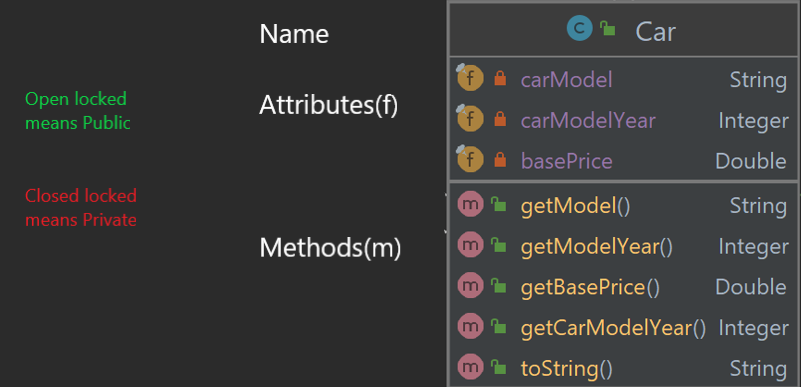 Name
C Car
Open locked
means Public
Attributes(f)
f carModel String
f carModelYear Integer
f basePrice Double
Closed locked
means Private
Methods(m)
m getModel() String
m getModelYear() Integer
m getBasePrice() Double
m getCarModelYear() Integer
m toString() String